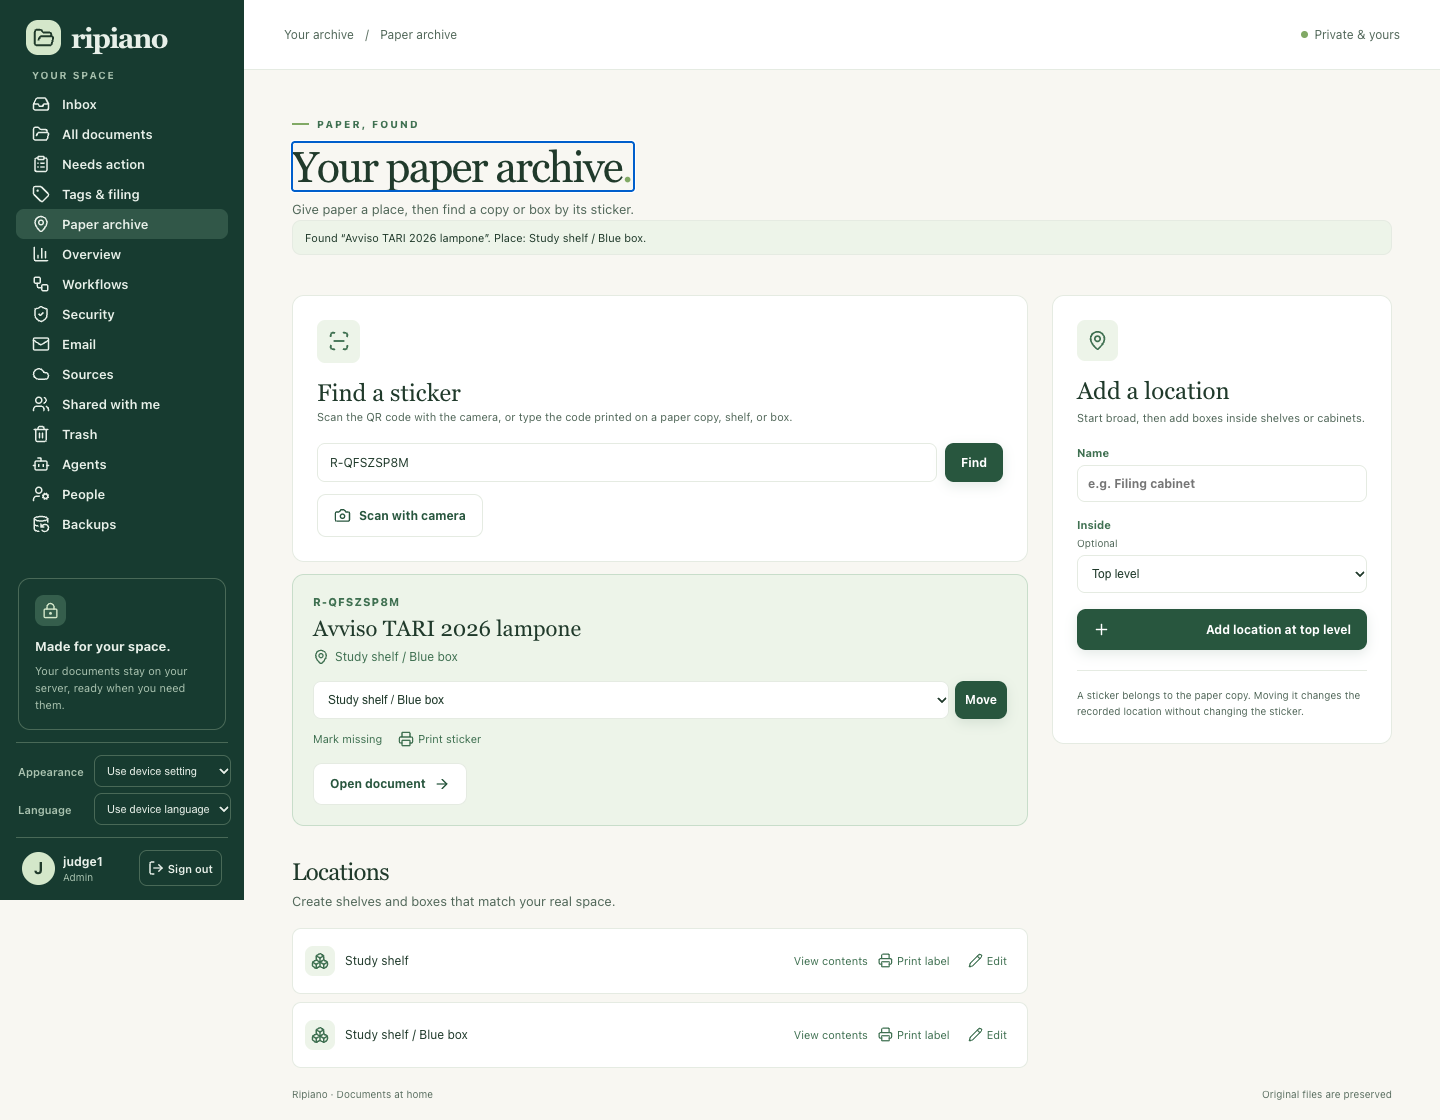 ripiano
YOUR SPACE
Inbox
All documents
Needs action
Tags & filing
Paper archive
Overview
Workflows
Security
Email
Sources
Shared with me
Trash
Agents
People
Backups
Made for your space.
Your documents stay on your
server, ready when you need
them.
Appearance
Use device setting
Language
Use device language
J
judge1
Admin
Sign out
Your archive / Paper archive
Private & yours
PAPER, FOUND
Your paper archive.
Give paper a place, then find a copy or box by its sticker.
Found “Avviso TARI 2026 lampone”. Place: Study shelf / Blue box.
Find a sticker
Scan the QR code with the camera, or type the code printed on a paper copy, shelf, or box.
R-QFSZSP8M
Find
Scan with camera
R-QFSZSP8M
Avviso TARI 2026 lampone
Study shelf / Blue box
Study shelf / Blue box
Move
Mark missing
Print sticker
Open document
Add a location
Start broad, then add boxes inside shelves or cabinets.
Name
e.g. Filing cabinet
Inside
Optional
Top level
Add location at top level
A sticker belongs to the paper copy. Moving it changes the
recorded location without changing the sticker.
Locations
Create shelves and boxes that match your real space.
Study shelf
View contents
Print label
Edit
Study shelf / Blue box
View contents
Print label
Edit
Ripiano · Documents at home
Original files are preserved